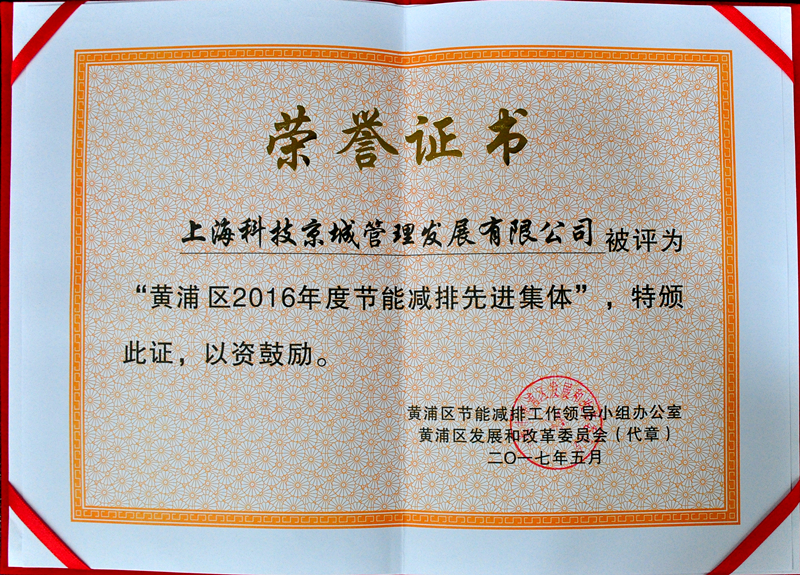 荣誉证书
上海科技京城管理发展有限公司被评为
“黄浦区2016年度节能减排先进集体”，特颁
此证，以资鼓励。
黄浦区节能减排工作领导小组办公室
黄浦区发展和改革委员会（代章）
二〇一七年五月